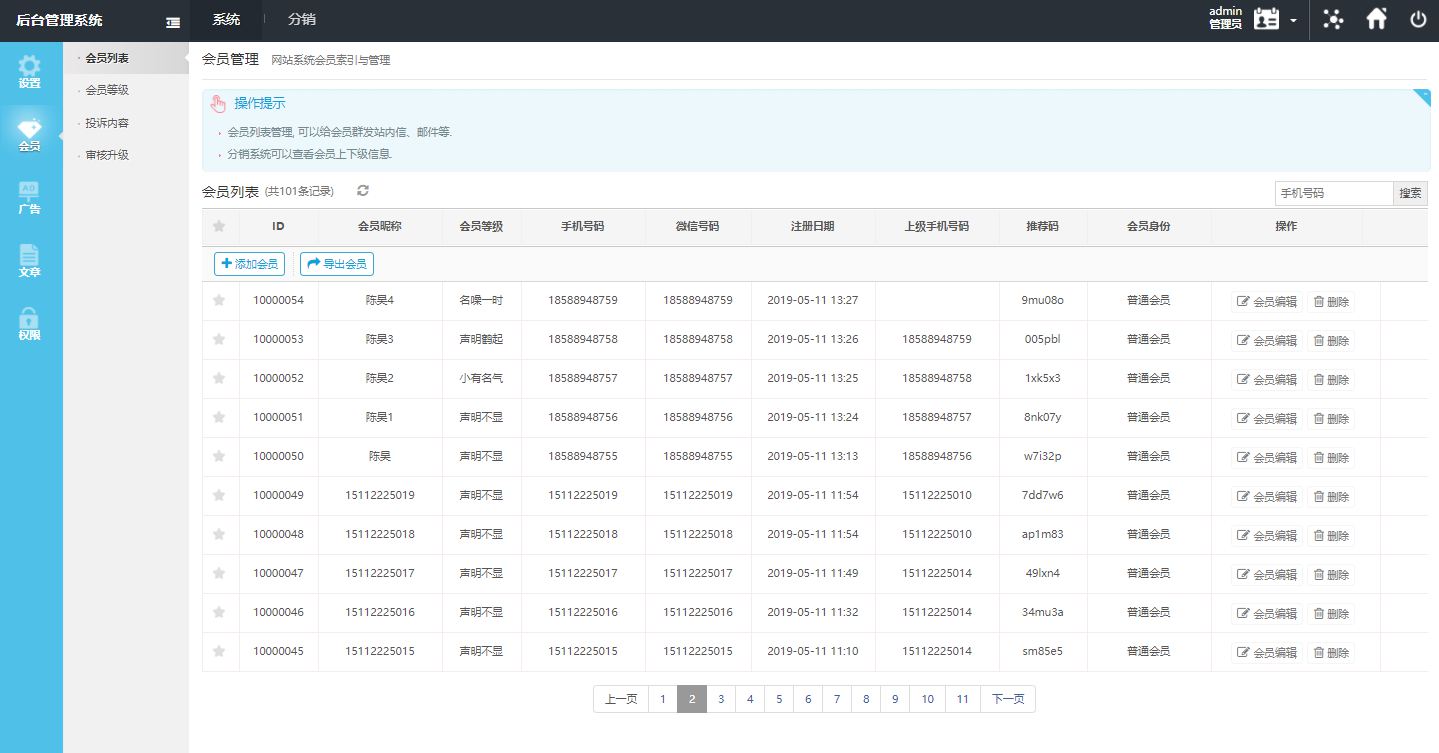 后台管理系统 系统 分销 admin 管理员
设置
会员
AD
广告
文章
权限
· 会员列表
· 会员等级
· 投诉内容
· 审核升级
会员管理 网站系统会员索引与管理
操作提示
会员列表管理, 可以给会员群发站内信、邮件等.
分销系统可以查看会员上下级信息.
会员列表 (共101条记录) 手机号码 搜索
ID 会员昵称 会员等级 手机号码 微信号码 注册日期 上级手机号码 推荐码 会员身份 操作
添加会员 导出会员
10000054 陈昊4 名噪一时 18588948759 18588948759 2019-05-11 13:27 9mu08o 普通会员 会员编辑 删除
10000053 陈昊3 声明鹤起 18588948758 18588948758 2019-05-11 13:26 18588948759 005pbl 普通会员 会员编辑 删除
10000052 陈昊2 小有名气 18588948757 18588948757 2019-05-11 13:25 18588948758 1xk5x3 普通会员 会员编辑 删除
10000051 陈昊1 声明不显 18588948756 18588948756 2019-05-11 13:24 18588948757 8nk07y 普通会员 会员编辑 删除
10000050 陈昊 声明不显 18588948755 18588948755 2019-05-11 13:13 18588948756 w7i32p 普通会员 会员编辑 删除
10000049 15112225019 声明不显 15112225019 15112225019 2019-05-11 11:54 15112225010 7dd7w6 普通会员 会员编辑 删除
10000048 15112225018 声明不显 15112225018 15112225018 2019-05-11 11:54 15112225010 ap1m83 普通会员 会员编辑 删除
10000047 15112225017 声明不显 15112225017 15112225017 2019-05-11 11:49 15112225014 49lxn4 普通会员 会员编辑 删除
10000046 15112225016 声明不显 15112225016 15112225016 2019-05-11 11:32 15112225014 34mu3a 普通会员 会员编辑 删除
10000045 15112225015 声明不显 15112225015 15112225015 2019-05-11 11:10 15112225014 sm85e5 普通会员 会员编辑 删除
上一页 1 2 3 4 5 6 7 8 9 10 11 下一页